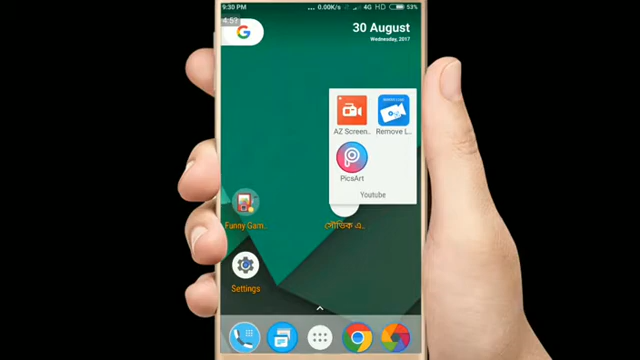 9:30 PM ... 0.00K/s 4G HD 53%
4:59
G
30 August
Wednesday, 2017
AZ Screen..
Remove L..
PicsArt
Youtube
Funny Gam..
সৌভিক এ..
Settings